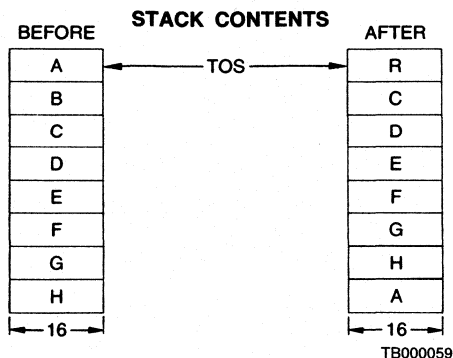 STACK CONTENTS
BEFORE
AFTER
A
TOS
R
B
C
C
D
D
E
E
F
F
G
G
H
H
A
16
16
TB000059